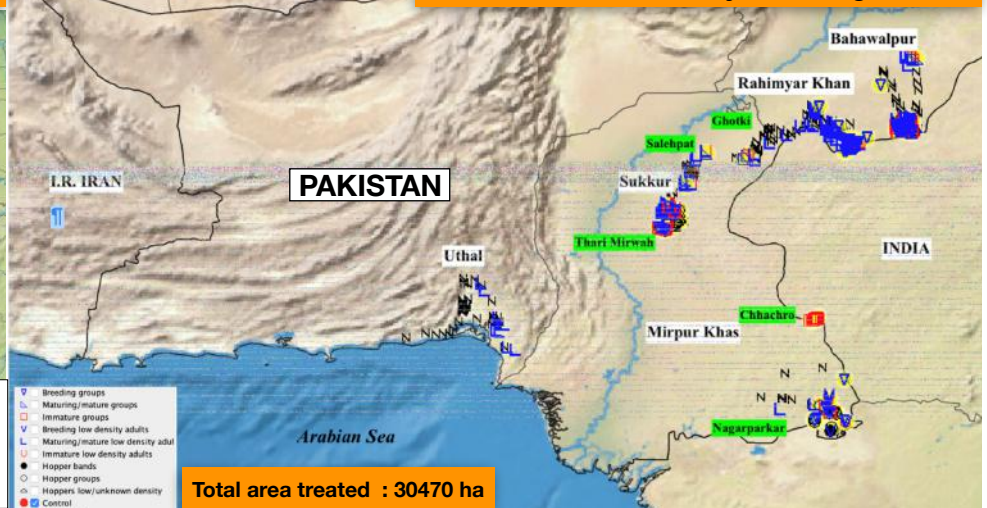 Bahawalpur
Rahimyar Khan
Ghotki
Salehpat
I.R. IRAN
PAKISTAN
Sukkur
Thari Mirwah
INDIA
Uthal
Chhachro
Mirpur Khas
Nagarparkar
Arabian Sea
Breeding groups
Maturing/mature groups
Immature groups
Breeding low density adults
Maturing/mature low density adul
Immature low density adults
Hopper bands
Hopper groups
Hoppers low/unknown density
Control
Total area treated : 30470 ha